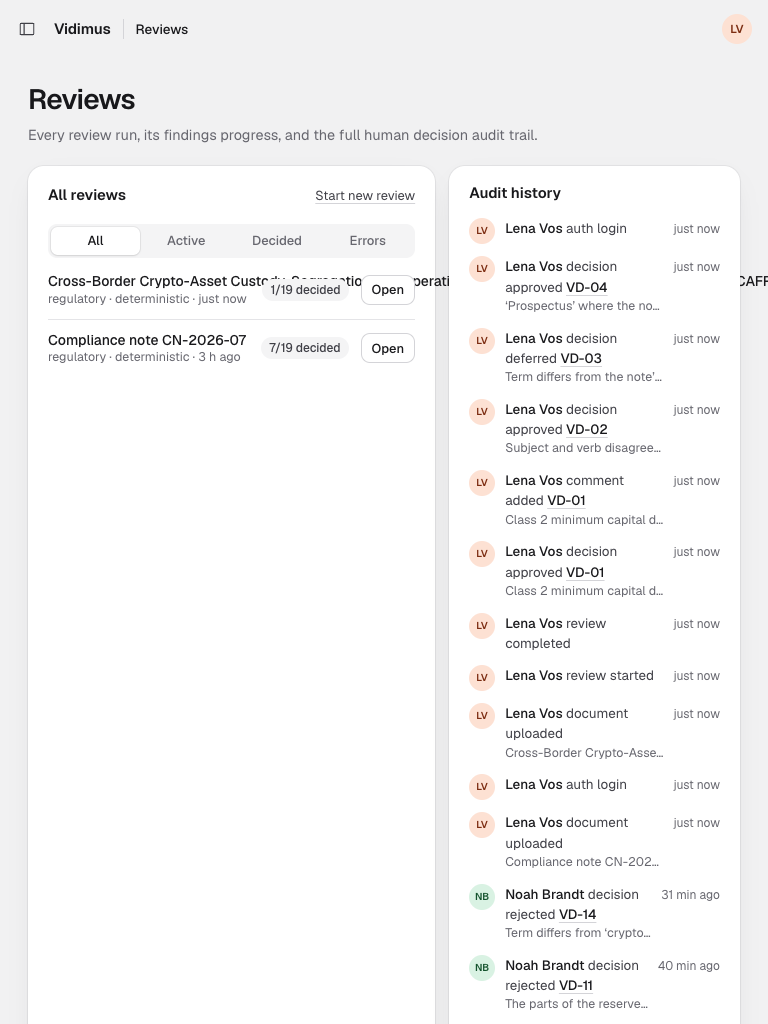 Vidimus
Reviews
LV
Reviews
Every review run, its findings progress, and the full human decision audit trail.
All reviews
Start new review
All
Active
Decided
Errors
Cross-Border Crypto-Asset
1/19 decided
Open
regulatory · deterministic · just now
Compliance note CN-2026-07
7/19 decided
Open
regulatory · deterministic · 3 h ago
Audit history
LV
Lena Vos auth login
just now
LV
Lena Vos decision
just now
approved VD-04
‘Prospectus’ where the no…
LV
Lena Vos decision
just now
deferred VD-03
Term differs from the note’…
LV
Lena Vos decision
just now
approved VD-02
Subject and verb disagree…
LV
Lena Vos comment
just now
added VD-01
Class 2 minimum capital d…
LV
Lena Vos decision
just now
approved VD-01
Class 2 minimum capital d…
LV
Lena Vos review
just now
completed
LV
Lena Vos review started
just now
LV
Lena Vos document
just now
uploaded
Cross-Border Crypto-Asse…
LV
Lena Vos auth login
just now
LV
Lena Vos document
just now
uploaded
Compliance note CN-202…
NB
Noah Brandt decision
31 min ago
rejected VD-14
Term differs from ‘crypto…
NB
Noah Brandt decision
40 min ago
rejected VD-11
The parts of the reserve…